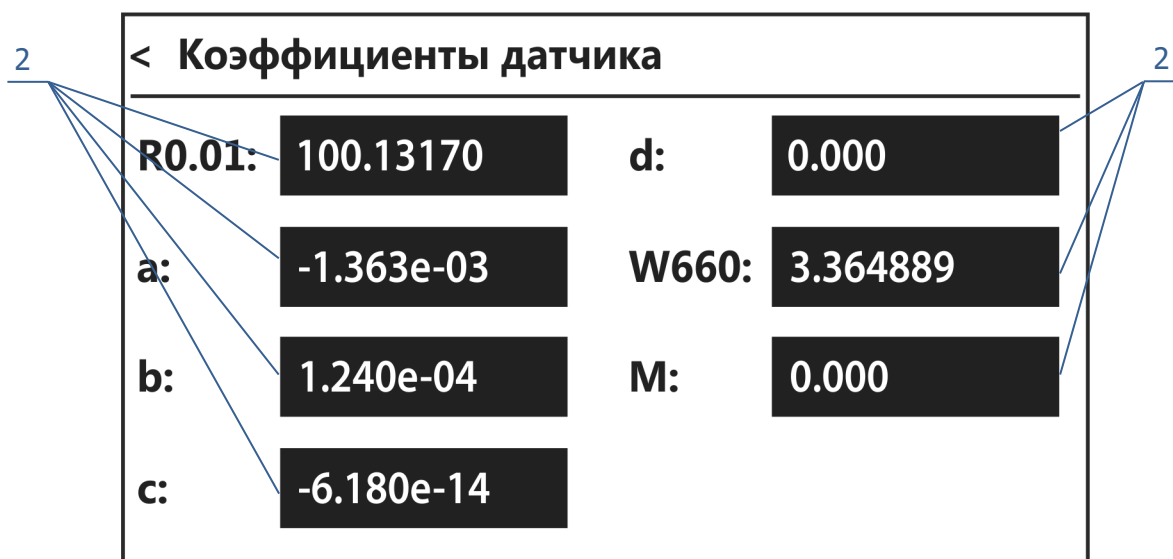 2
2
< Коэффициенты датчика
R0.01: 100.13170 d: 0.000
a: -1.363e-03 W660: 3.364889
b: 1.240e-04 M: 0.000
c: -6.180e-14